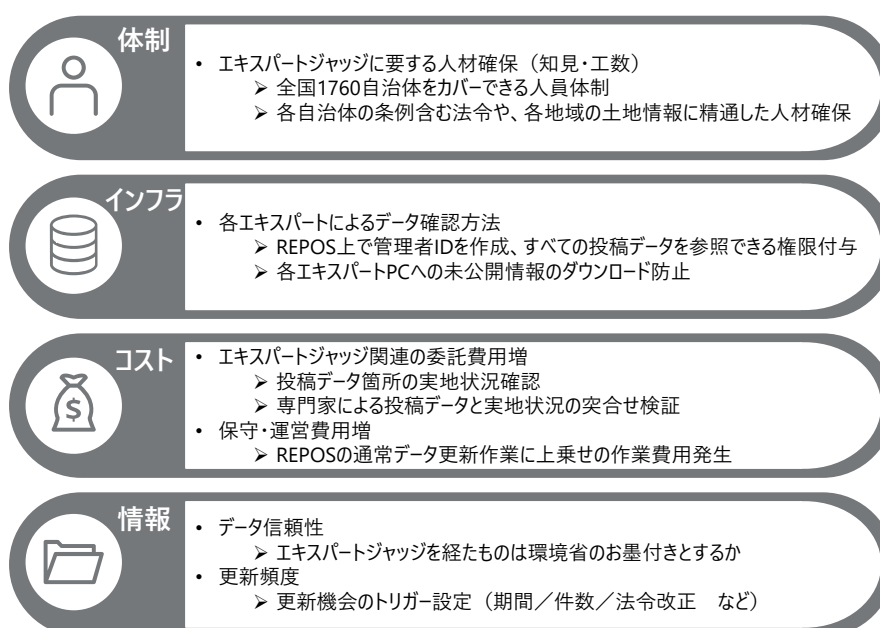 体制
• エキスパートジャッジに要する人材確保（知見・工数）
➢ 全国1760自治体をカバーできる人員体制
➢ 各自治体の条例含む法令や、各地域の土地情報に精通した人材確保
インフラ
• 各エキスパートによるデータ確認方法
➢ REPOS上で管理者IDを作成、すべての投稿データを参照できる権限付与
➢ 各エキスパートPCへの未公開情報のダウンロード防止
コスト
• エキスパートジャッジ関連の委託費用増
➢ 投稿データ箇所の実地状況確認
➢ 専門家による投稿データと実地状況の突合せ検証
• 保守・運営費用増
➢ REPOSの通常データ更新作業に上乗せの作業費用発生
$
情報
• データ信頼性
➢ エキスパートジャッジを経たものは環境省のお墨付きとするか
• 更新頻度
➢ 更新機会のトリガー設定（期間／件数／法令改正　など）